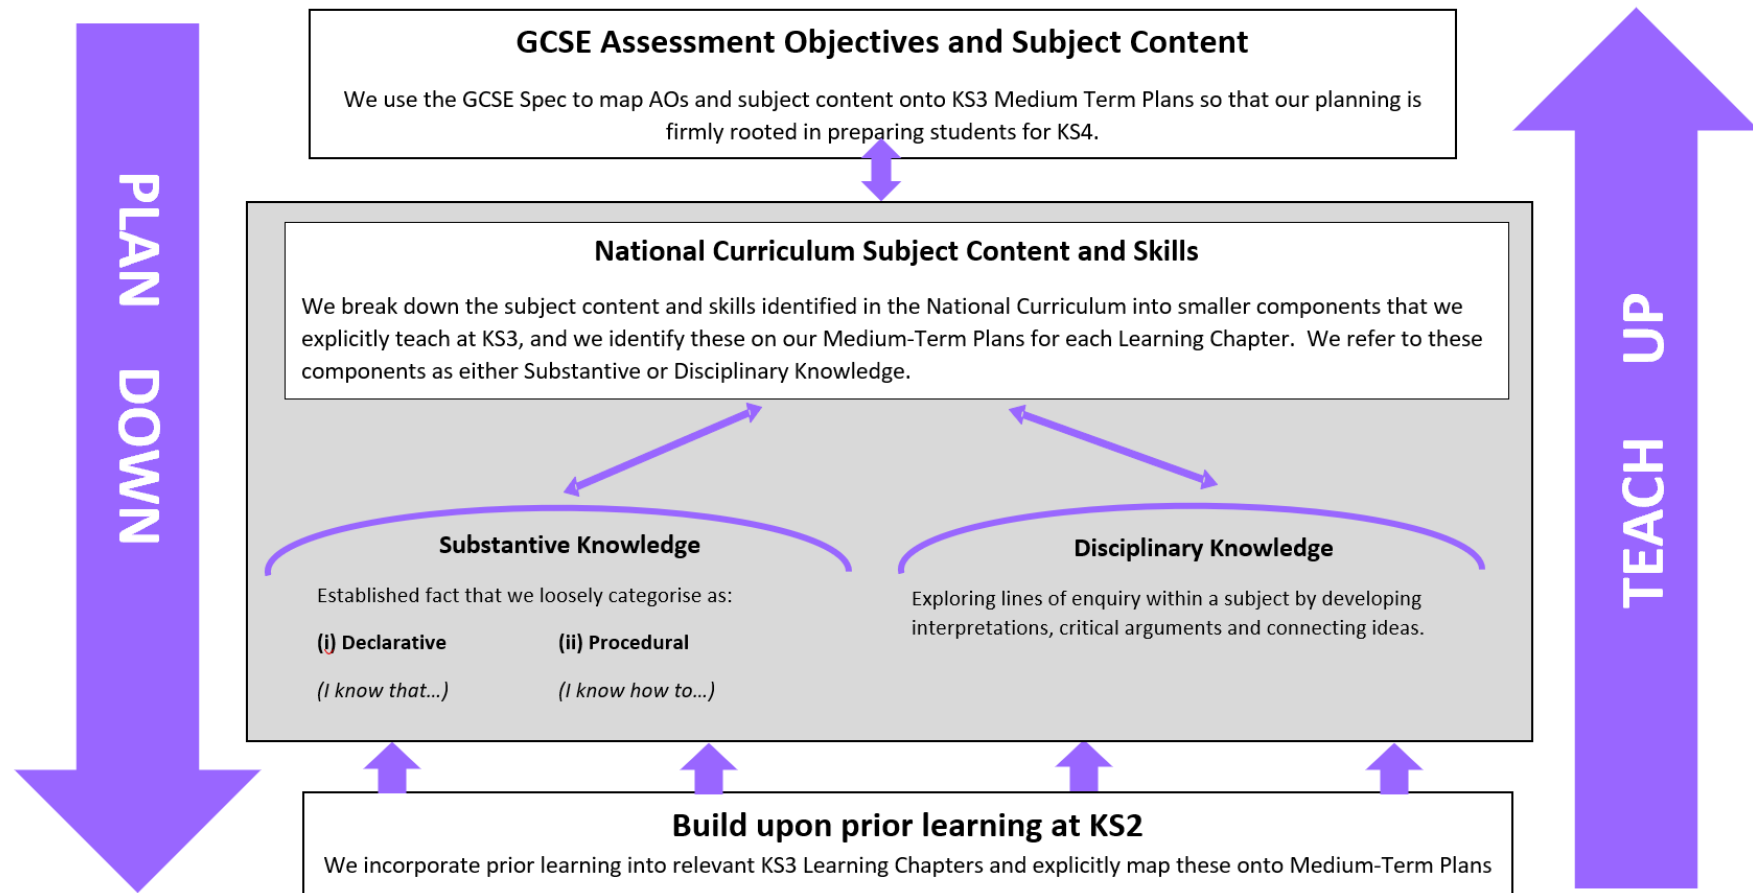 GCSE Assessment Objectives and Subject Content
We use the GCSE Spec to map AOs and subject content onto KS3 Medium Term Plans so that our planning is
firmly rooted in preparing students for KS4.
PLAN DOWN
National Curriculum Subject Content and Skills
We break down the subject content and skills identified in the National Curriculum into smaller components that we
explicitly teach at KS3, and we identify these on our Medium-Term Plans for each Learning Chapter.  We refer to these
components as either Substantive or Disciplinary Knowledge.
TEACH UP
Substantive Knowledge
Established fact that we loosely categorise as:
(i) Declarative
(ii) Procedural
(I know that...)
(I know how to...)
Disciplinary Knowledge
Exploring lines of enquiry within a subject by developing
interpretations, critical arguments and connecting ideas.
Build upon prior learning at KS2
We incorporate prior learning into relevant KS3 Learning Chapters and explicitly map these onto Medium-Term Plans